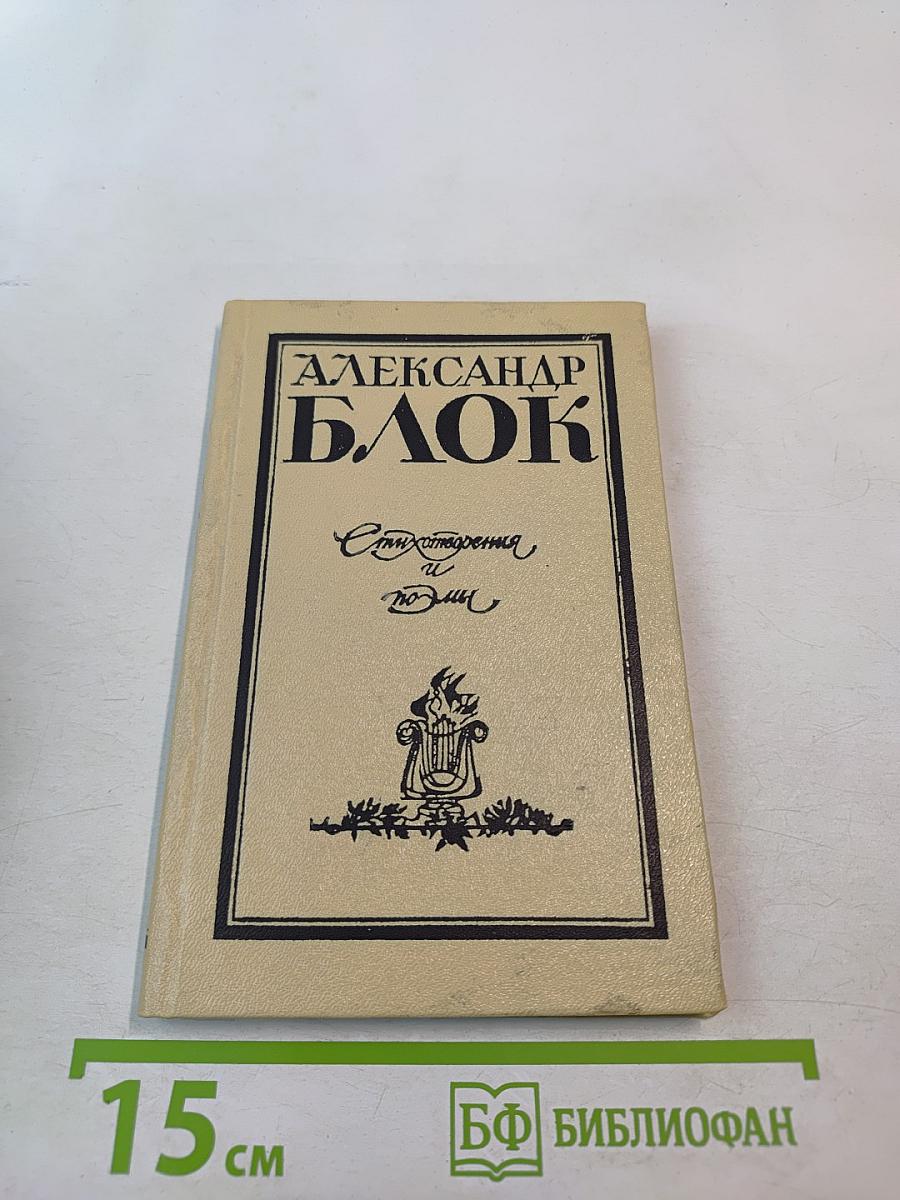 АЛЕКСАНДР
БЛОК
Стихотворения
и
поэмы
15 см
БФ БИБЛИОФАН